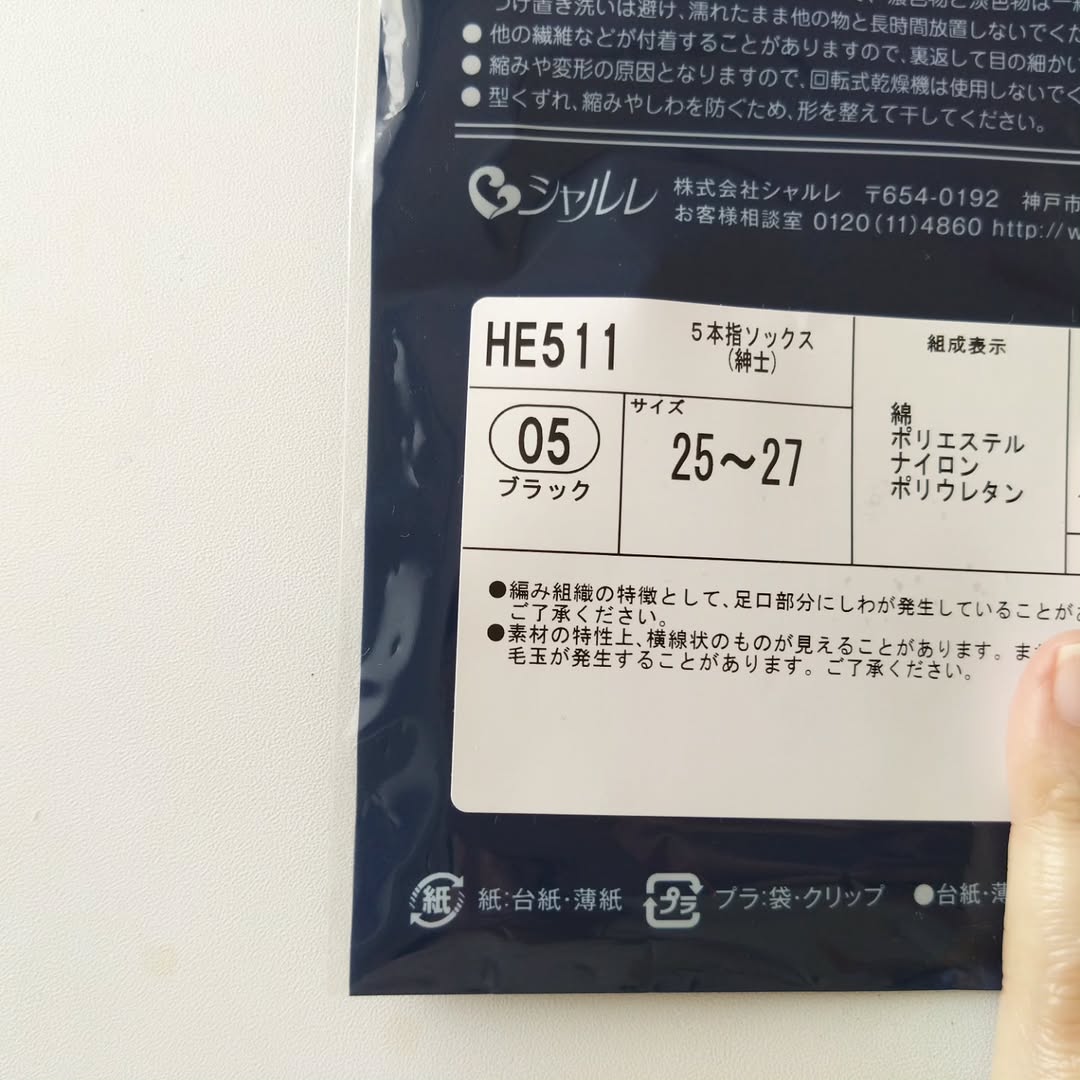 つけ置き洗いは避け、濡れたまま他の物と長時間放置しないでくだ
●他の繊維などが付着することがありますので、裏返して目の細かい
●縮みや変形の原因となりますので、回転式乾燥機は使用しないでく
●型くずれ、縮みやしわを防ぐため、形を整えて干してください。
シャルレ 株式会社シャルレ 〒654-0192 神戸市
お客様相談室 0120(11)4860 http://w
HE511
5本指ソックス
(紳士)
05
ブラック
サイズ
25〜27
組成表示
綿
ポリエステル
ナイロン
ポリウレタン
●編み組織の特徴として、足口部分にしわが発生していることが
ご了承ください。
●素材の特性上、横線状のものが見えることがあります。ま
毛玉が発生することがあります。ご了承ください。
紙 紙:台紙・薄紙 プラ プラ:袋・クリップ ●台紙・薄